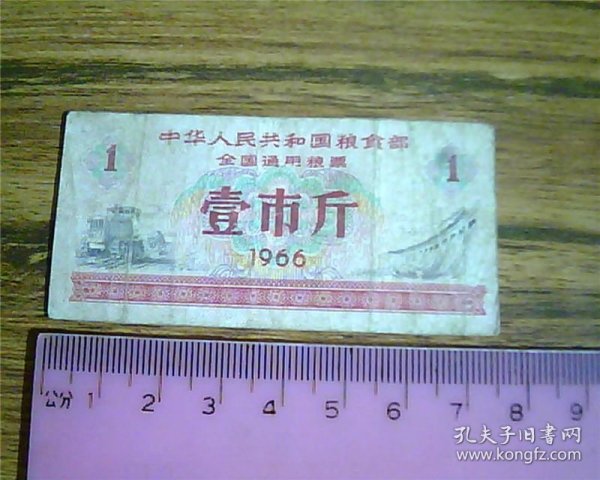 中华人民共和国粮食部
全国通用粮票
1 1
壹市斤
1966
公分 1 2 3 4 5 6 7 8 9
孔夫子旧书网
www.kongfz.com